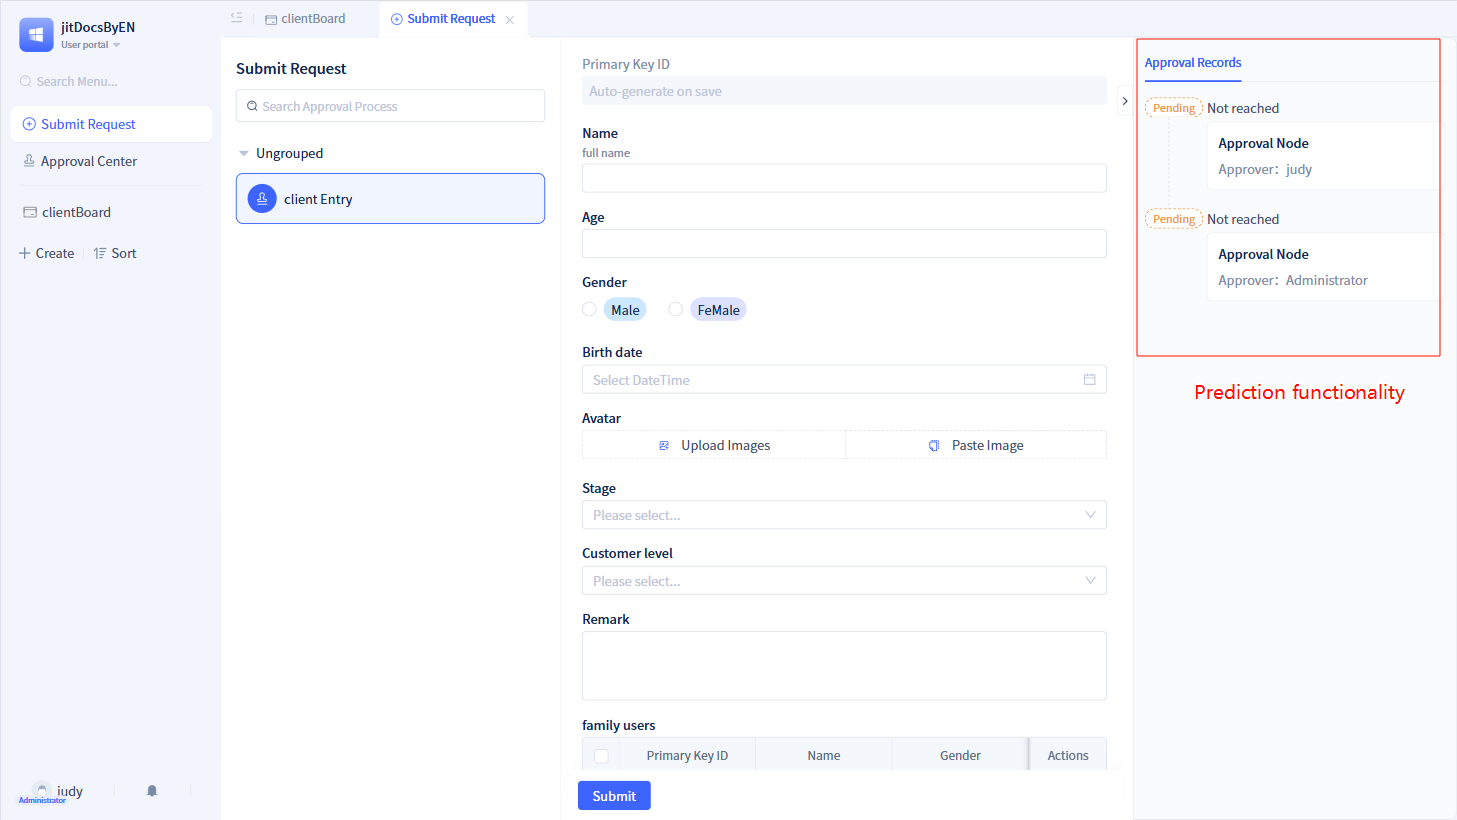 jitDocsByEN
User portal
Search Menu...
Submit Request
Approval Center
clientBoard
Create
Sort
judy
Administrator
clientBoard
Submit Request
Submit Request
Search Approval Process
Ungrouped
client Entry
Primary Key ID
Auto-generate on save
Name
full name
Age
Gender
Male
FeMale
Birth date
Select DateTime
Avatar
Upload Images
Paste Image
Stage
Please select...
Customer level
Please select...
Remark
family users
Primary Key ID
Name
Gender
Actions
Submit
Approval Records
Pending
Not reached
Approval Node
Approver: judy
Pending
Not reached
Approval Node
Approver: Administrator
Prediction functionality